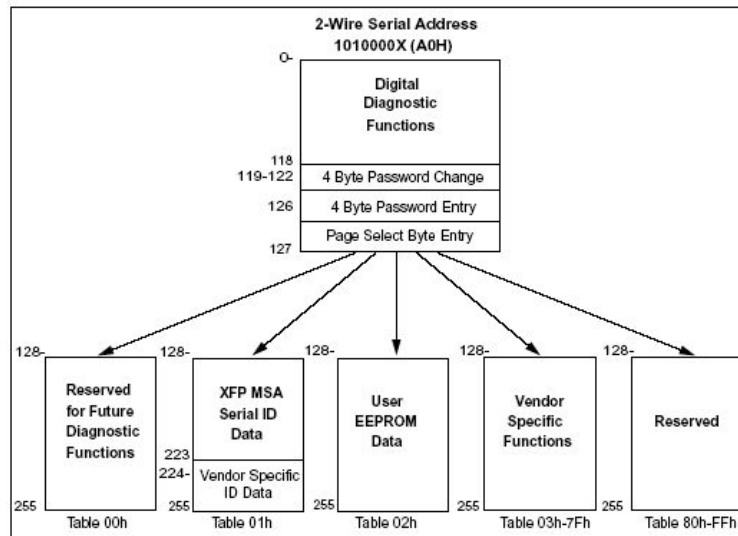 2-Wire Serial Address
1010000X (A0H)
0-
Digital
Diagnostic
Functions
118
119-122
4 Byte Password Change
126
4 Byte Password Entry
Page Select Byte Entry
127
128-
128-
128-
128-
128-
Reserved
for Future
Diagnostic
Functions
XFP MSA
Serial ID
Data
User
EEPROM
Data
Vendor
Specific
Functions
Reserved
223
224-
Vendor Specific
ID Data
255
255
255
255
255
Table 00h
Table 01h
Table 02h
Table 03h-7Fh
Table 80h-FFh